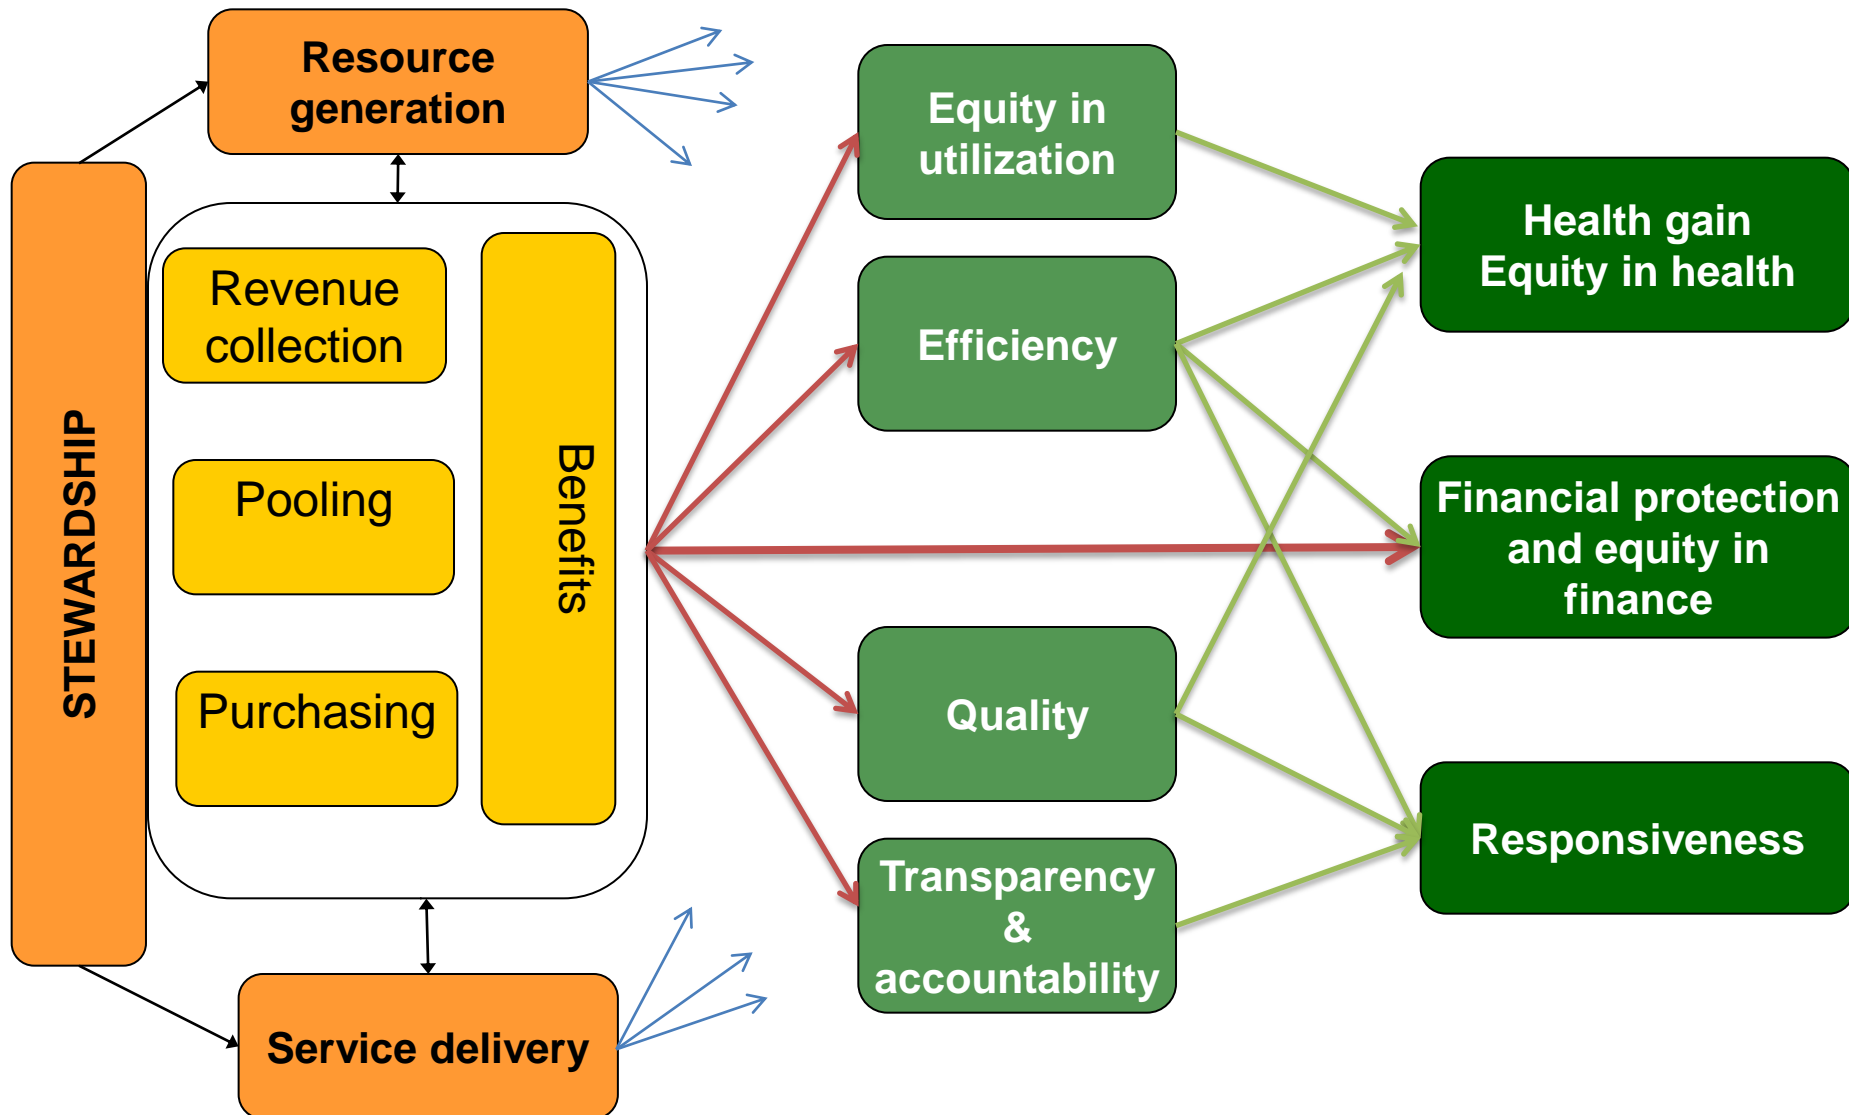 Resource
generation
STEWARDSHIP
Revenue
collection
Pooling
Purchasing
Benefits
Service delivery
Equity in
utilization
Efficiency
Quality
Transparency
&
accountability
Health gain
Equity in health
Financial protection
and equity in
finance
Responsiveness